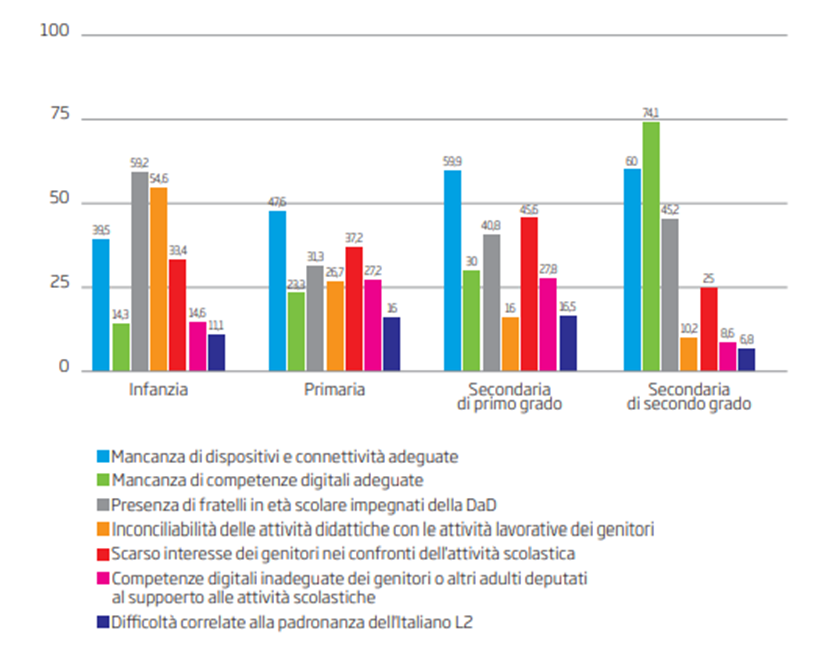 100
75
50
25
0
39,5
14,3
59,2
54,6
33,4
14,6
11,1
47,6
23,3
31,3
26,7
37,2
27,2
16
59,9
30
40,8
16
45,6
27,8
16,5
60
74,1
45,2
10,2
25
8,6
6,8
Infanzia
Primaria
Secondaria
di primo grado
Secondaria
di secondo grado
Mancanza di dispositivi e connettività adeguate
Mancanza di competenze digitali adeguate
Presenza di fratelli in età scolare impegnati della DaD
Inconciliabilità delle attività didattiche con le attività lavorative dei genitori
Scarso interesse dei genitori nei confronti dell'attività scolastica
Competenze digitali inadeguate dei genitori o altri adulti deputati
al suppoerto alle attività scolastiche
Difficoltà correlate alla padronanza dell'Italiano L2